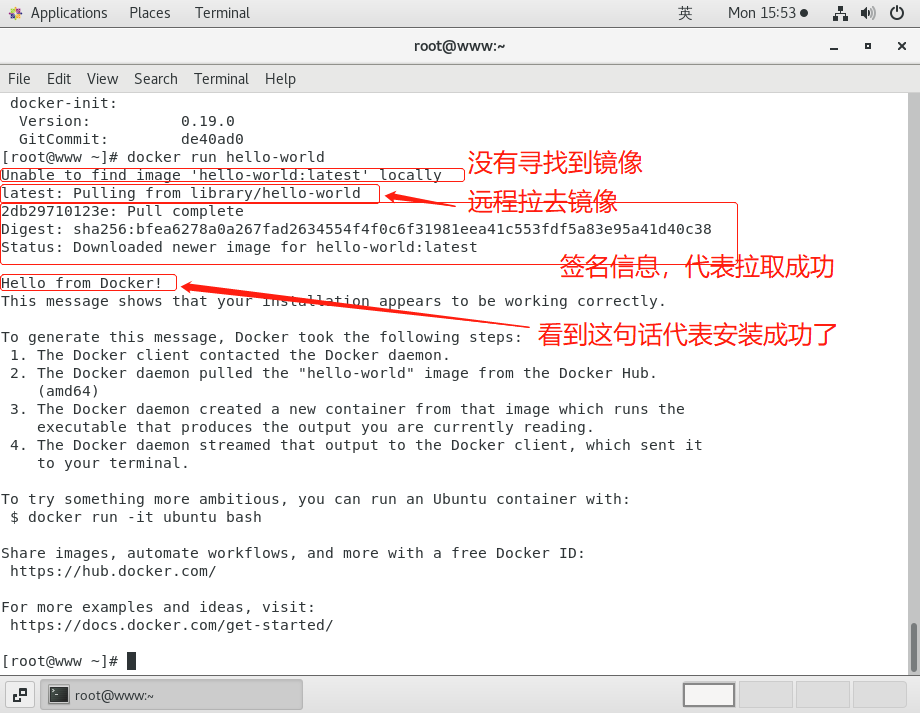 Applications Places Terminal 英 Mon 15:53
root@www:~
File Edit View Search Terminal Help
docker-init:
Version: 0.19.0
GitCommit: de40ad0
[root@www ~]# docker run hello-world
没有寻找到镜像
Unable to find image 'hello-world:latest' locally
latest: Pulling from library/hello-world
远程拉去镜像
2db29710123e: Pull complete
Digest: sha256:bfea6278a0a267fad2634554f4f0c6f31981eea41c553fdf5a83e95a41d40c38
Status: Downloaded newer image for hello-world:latest
签名信息，代表拉取成功
Hello from Docker!
This message shows that your installation appears to be working correctly.
看到这句话代表安装成功了
To generate this message, Docker took the following steps:
1. The Docker client contacted the Docker daemon.
2. The Docker daemon pulled the "hello-world" image from the Docker Hub.
(amd64)
3. The Docker daemon created a new container from that image which runs the
executable that produces the output you are currently reading.
4. The Docker daemon streamed that output to the Docker client, which sent it
to your terminal.
To try something more ambitious, you can run an Ubuntu container with:
$ docker run -it ubuntu bash
Share images, automate workflows, and more with a free Docker ID:
https://hub.docker.com/
For more examples and ideas, visit:
https://docs.docker.com/get-started/
[root@www ~]#
root@www:~